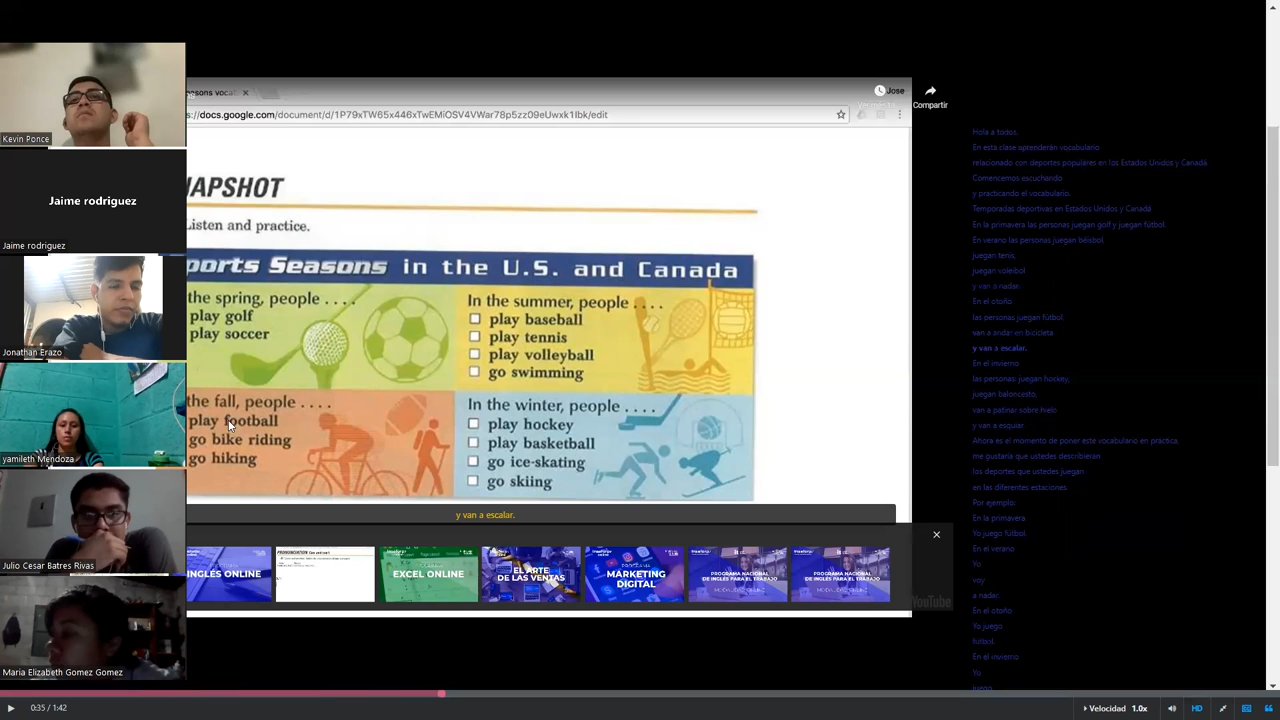 Kevin Ponce
Jaime rodriguez
Jaime rodriguez
Jonathan Erazo
yamileth Mendoza
Julio Cesar Batres Rivas
Maria Elizabeth Gomez Gomez
Jose
Compartir
docs.google.com/document/d/1P79xTW65x446xTwEMiOSV4VWar78p5zz09eUwxk1Ibk/edit
APSHOT
Listen and practice.
ports Seasons in the U.S. and Canada
the spring, people . . . .
play golf
play soccer
In the summer, people . . . .
play baseball
play tennis
play volleyball
go swimming
the fall, people . . . .
play football
go bike riding
go hiking
In the winter, people . . . .
play hockey
play basketball
go ice-skating
go skiing
y van a escalar.
INGLÉS ONLINE
PRONUNCIATION
EXCEL ONLINE
EL ARTE
DE LAS VENTAS
MARKETING
DIGITAL
PROGRAMA NACIONAL
DE INGLÉS PARA EL TRABAJO
PROGRAMA NACIONAL
DE INGLÉS PARA EL TRABAJO
YouTube
Hola a todos.
En esta clase aprenderán vocabulario
relacionado con deportes populares en los Estados Unidos y Canadá
Comencemos escuchando
y practicando el vocabulario.
Temporadas deportivas en Estados Unidos y Canadá
En la primavera las personas juegan golf y juegan fútbol.
En verano las personas juegan béisbol
juegan tenis,
juegan voleibol
y van a nadar.
En el otoño
las personas juegan fútbol
van a andar en bicicleta
y van a escalar.
En el invierno
las personas juegan hockey,
juegan baloncesto,
van a patinar sobre hielo
y van a esquiar
Ahora es el momento de poner este vocabulario en práctica,
me gustaría que ustedes describieran
los deportes que ustedes juegan
en las diferentes estaciones.
Por ejemplo:
En la primavera
Yo juego fútbol.
En el verano
Yo
voy
a nadar.
En el otoño
Yo juego
futbol.
En el invierno
Yo
juego
0:35 / 1:42
Velocidad 1.0x
HD